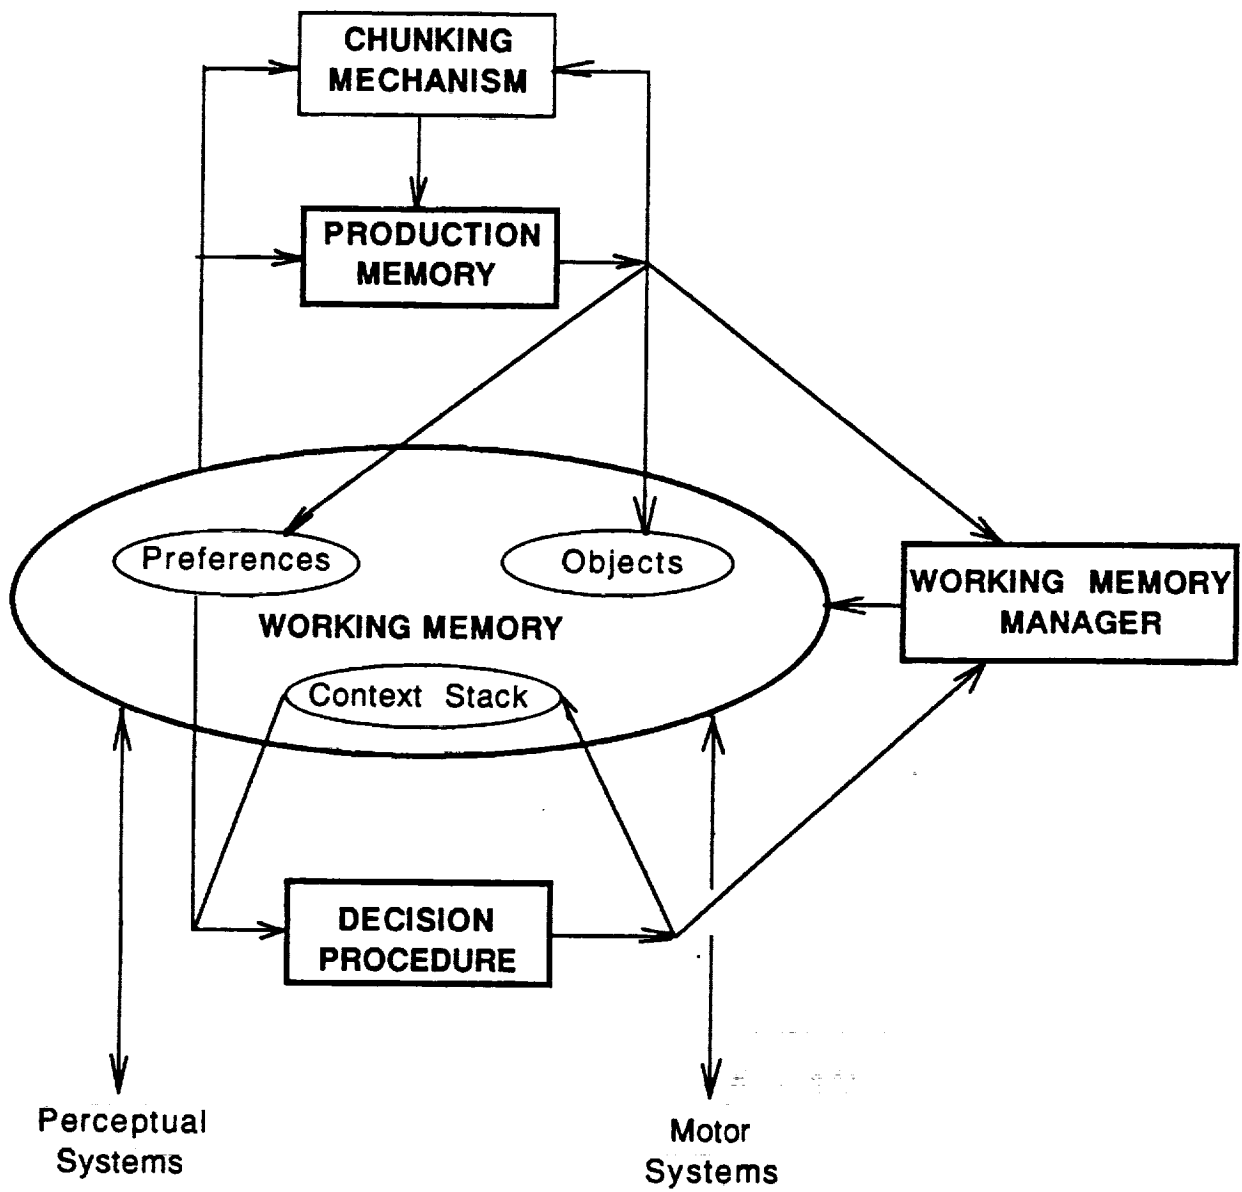 CHUNKING
MECHANISM
PRODUCTION
MEMORY
Preferences
Objects
WORKING MEMORY
MANAGER
WORKING MEMORY
Context Stack
DECISION
PROCEDURE
Perceptual
Systems
Motor
Systems